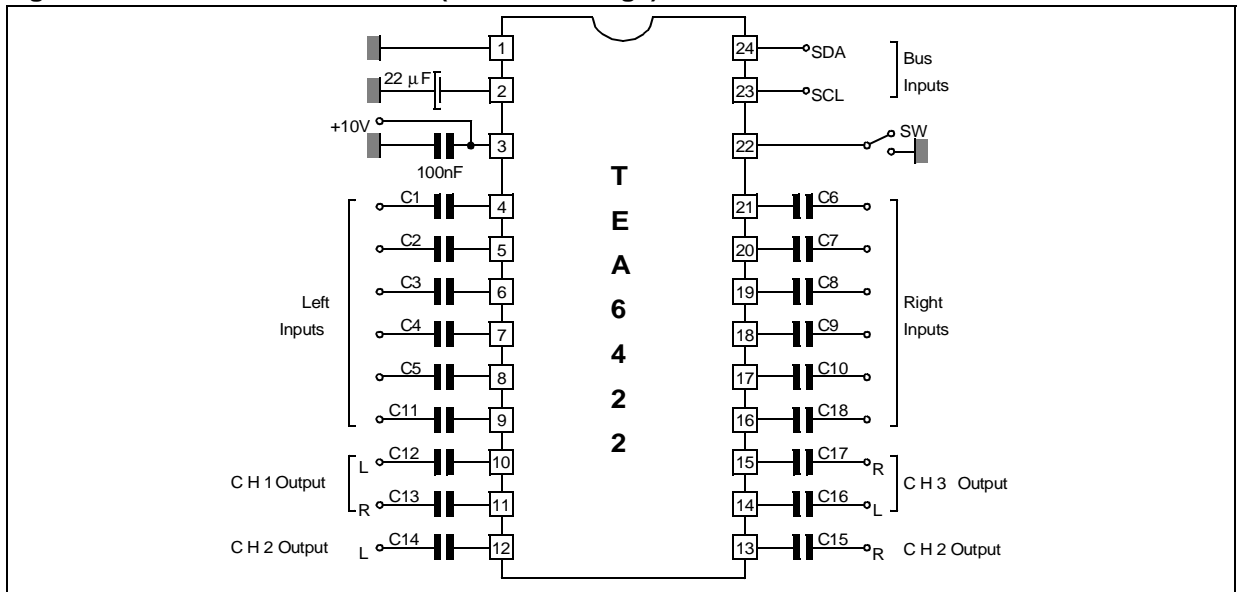 1
24
SDA
22 μF
2
23
SCL
Bus
Inputs
+10V
3
100nF
22
SW
T
E
A
6
4
2
2
C1
4
C2
5
C3
6
C4
7
C5
8
C11
9
Left
Inputs
21
C6
20
C7
19
C8
18
C9
17
C10
16
C18
Right
Inputs
C H 1 Output
L
C12
10
R
C13
11
C H 2 Output
L
C14
12
15
C17
R
14
C16
L
C H 3 Output
13
C15
R
C H 2 Output